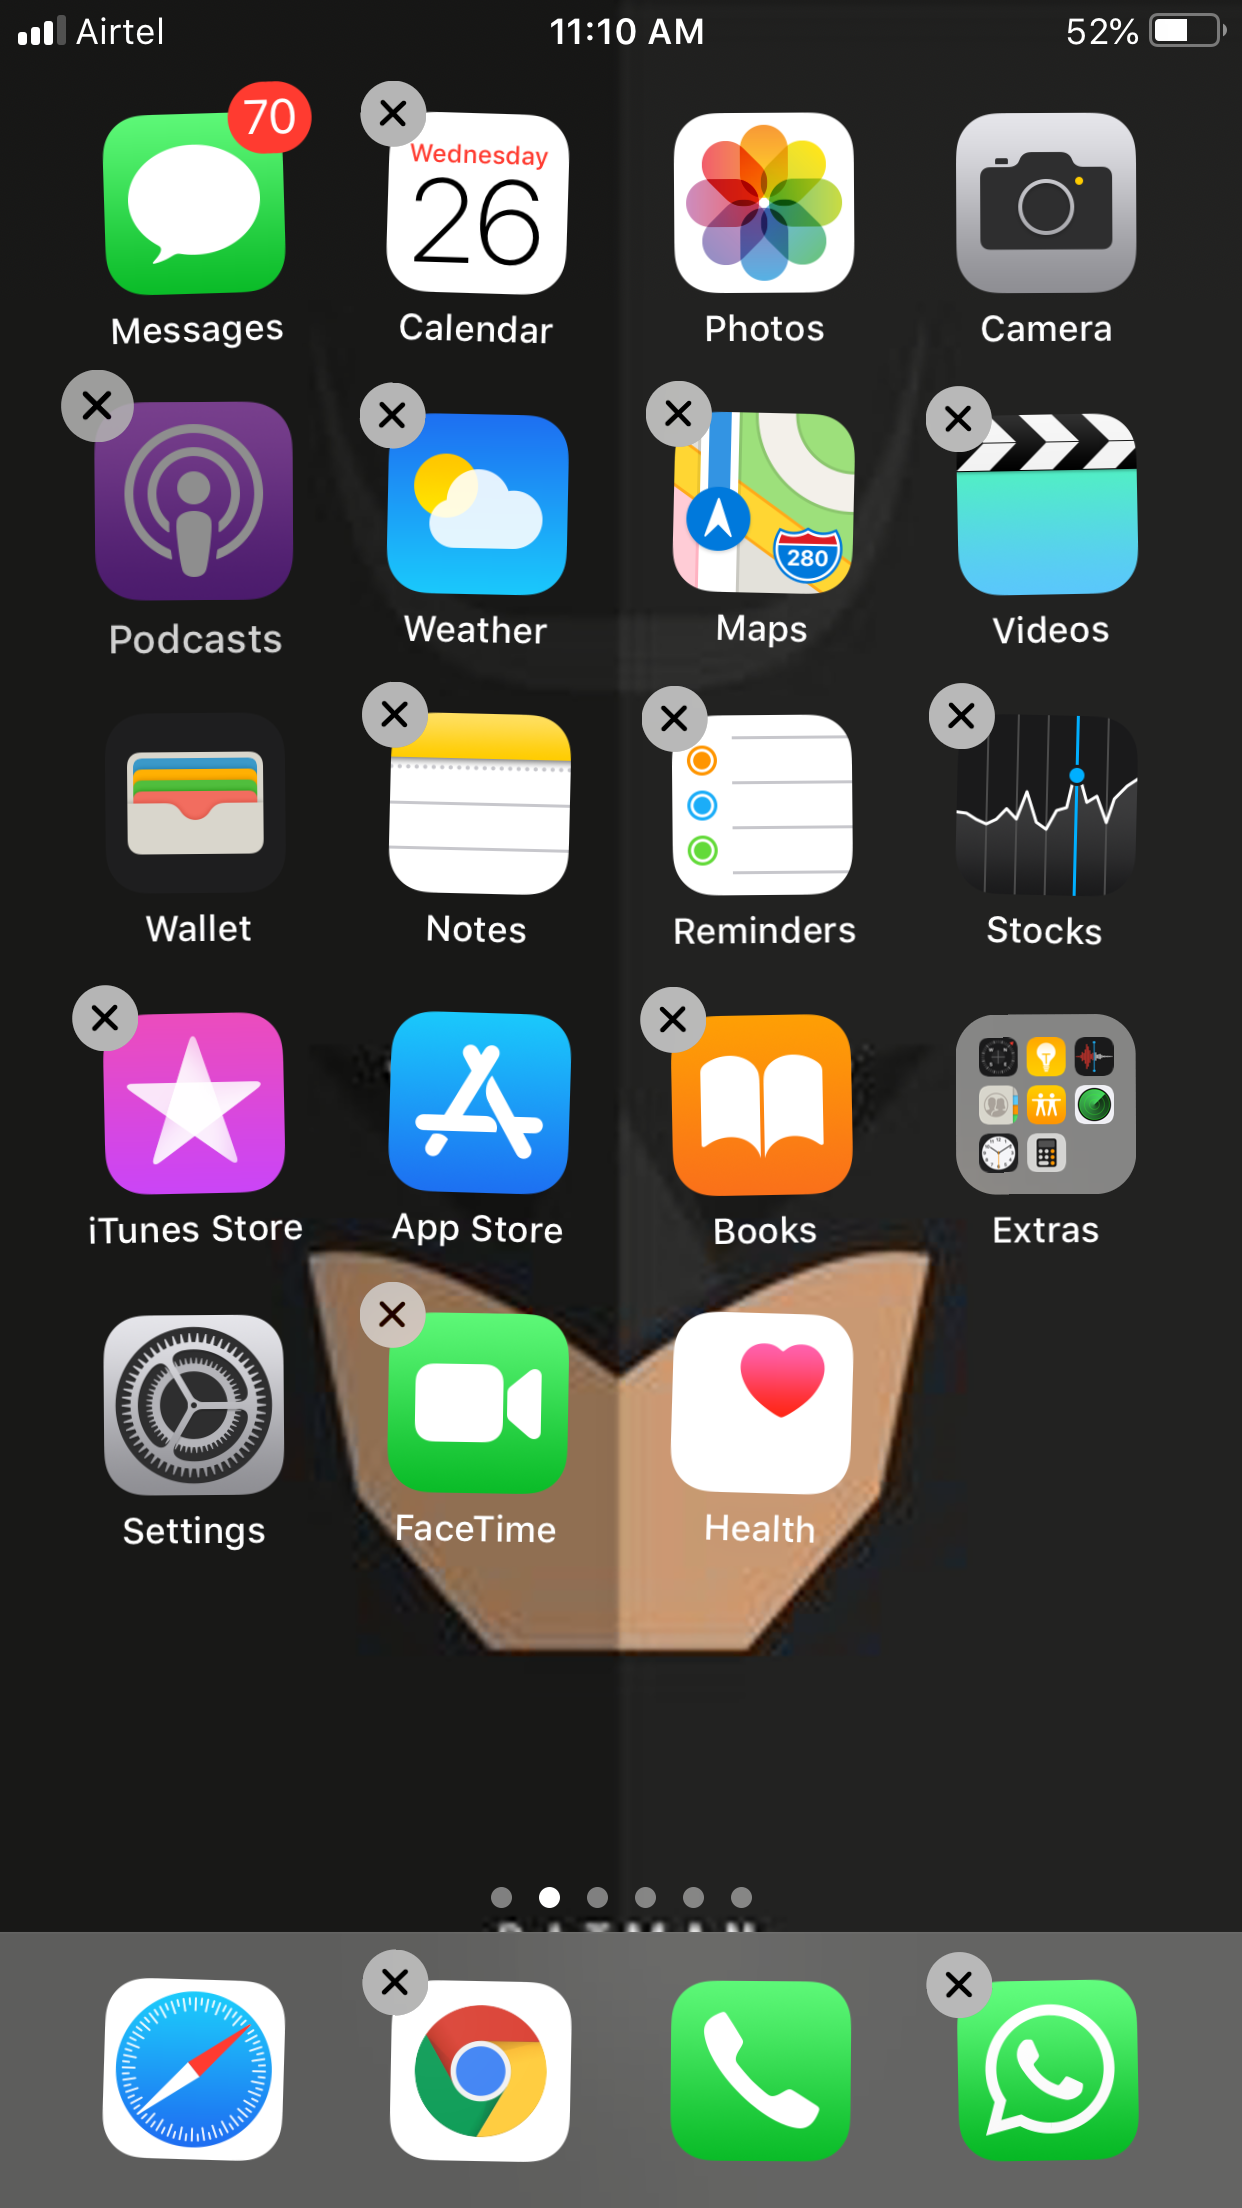 Airtel 11:10 AM 52%
70
Wednesday
26
Messages Calendar Photos Camera
280
Podcasts Weather Maps Videos
Wallet Notes Reminders Stocks
iTunes Store App Store Books Extras
Settings FaceTime Health